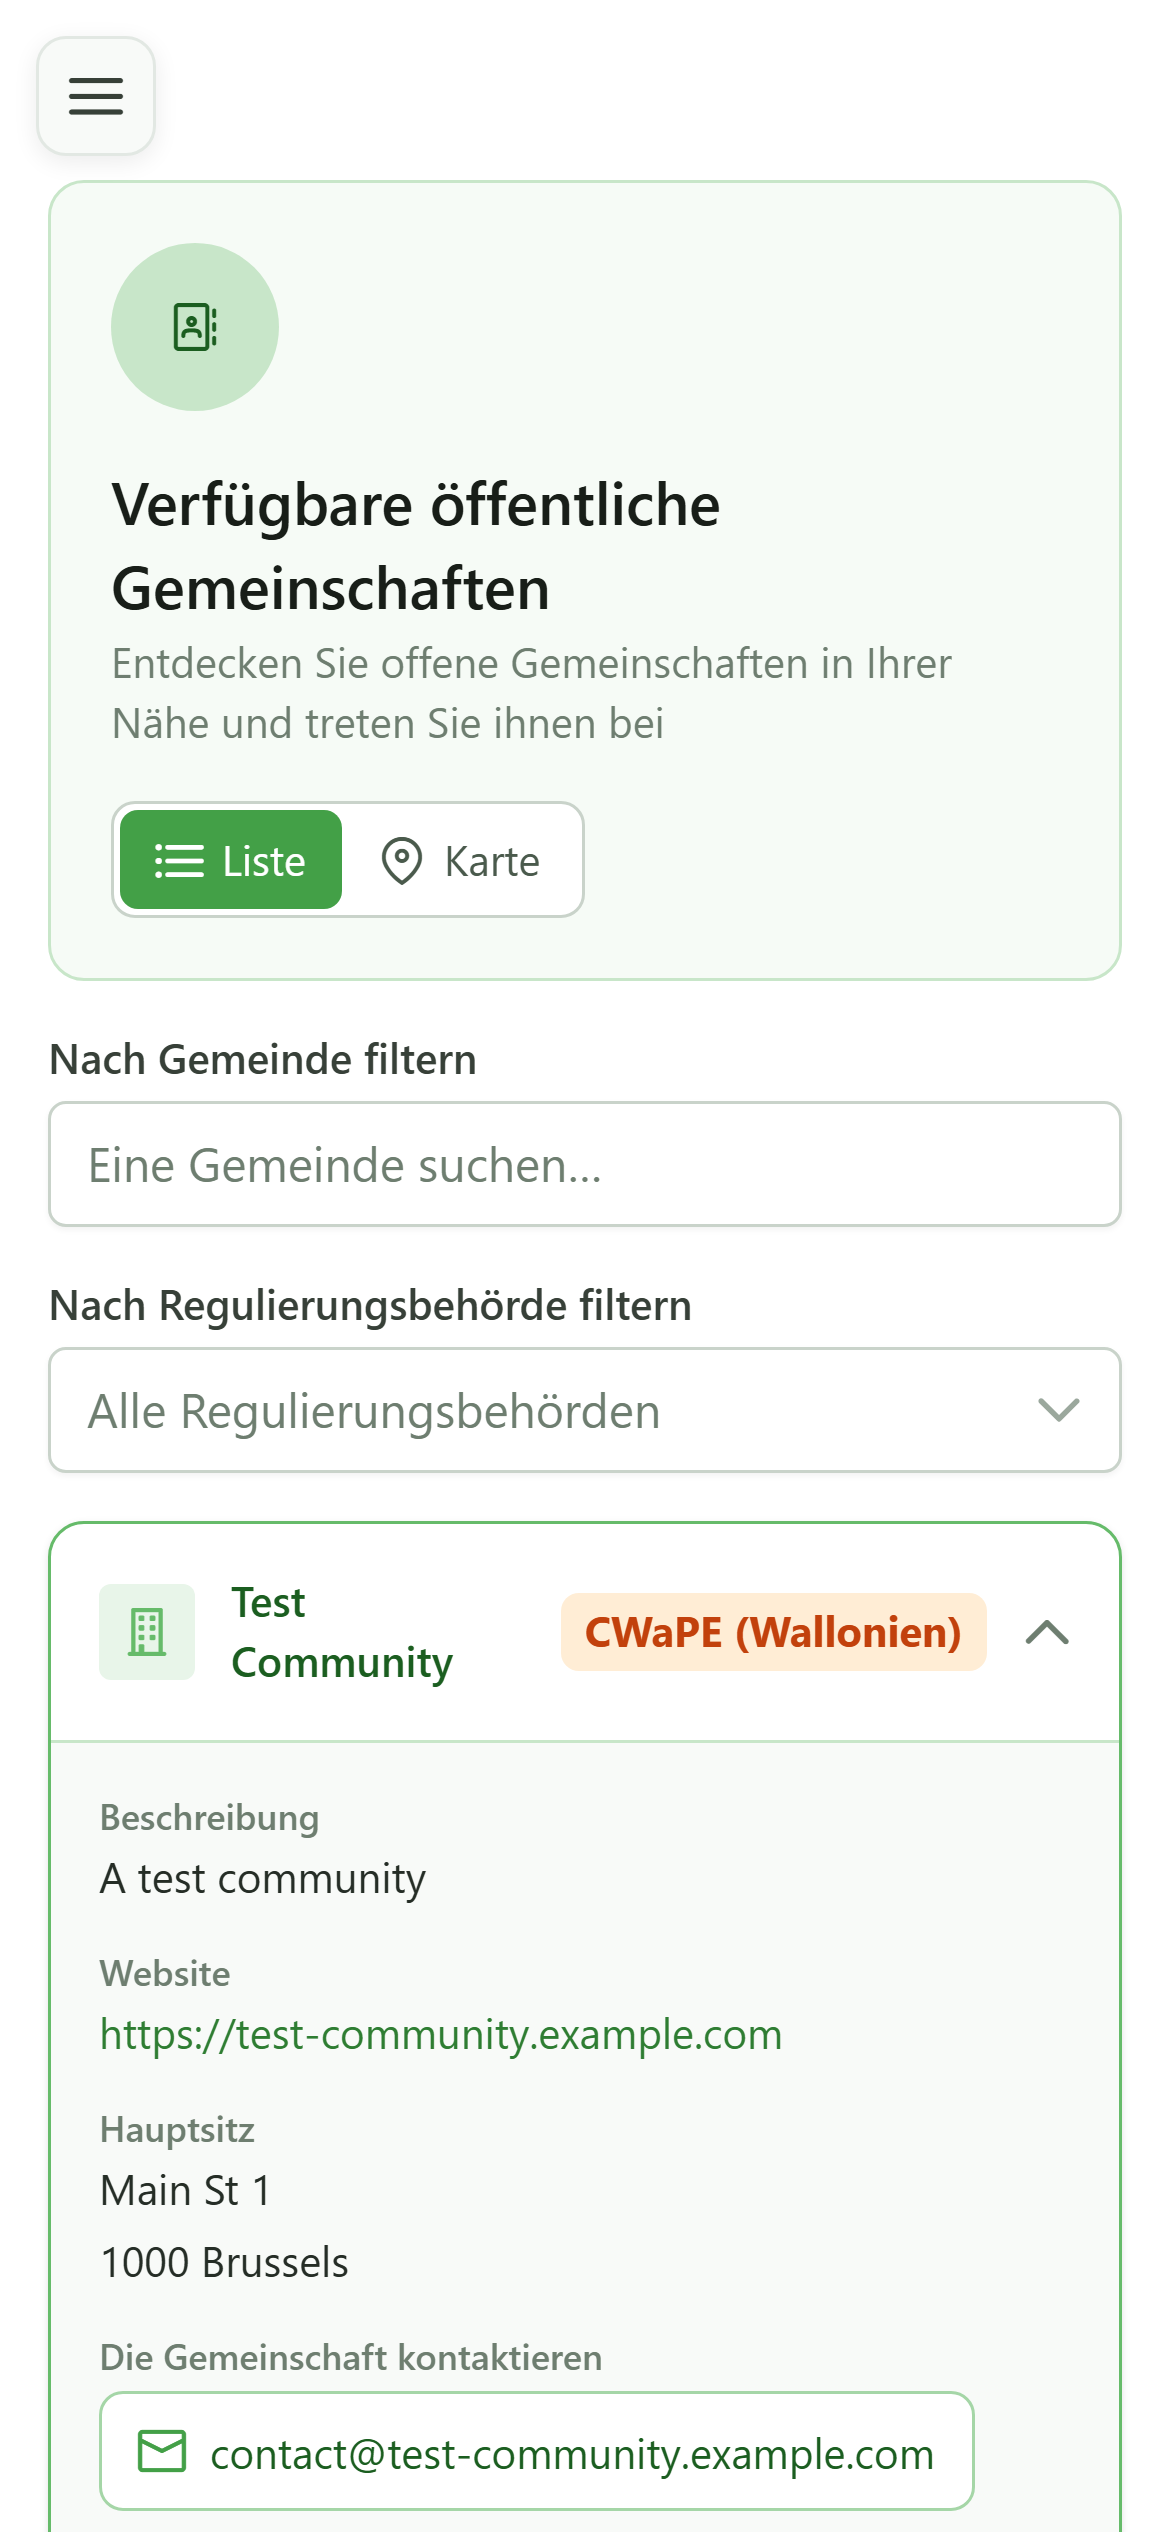 Verfügbare öffentliche
Gemeinschaften
Entdecken Sie offene Gemeinschaften in Ihrer
Nähe und treten Sie ihnen bei
Liste
Karte
Nach Gemeinde filtern
Eine Gemeinde suchen...
Nach Regulierungsbehörde filtern
Alle Regulierungsbehörden
Test
Community
CWaPE (Wallonien)
Beschreibung
A test community
Website
https://test-community.example.com
Hauptsitz
Main St 1
1000 Brussels
Die Gemeinschaft kontaktieren
contact@test-community.example.com